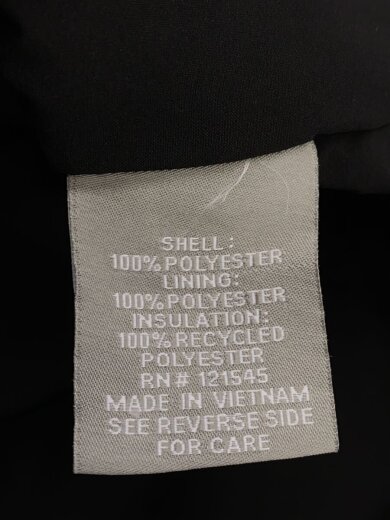 SHELL:
100% POLYESTER
LINING:
100% POLYESTER
INSULATION:
100% RECYCLED
POLYESTER
RN# 121545
MADE IN VIETNAM
SEE REVERSE SIDE
FOR CARE